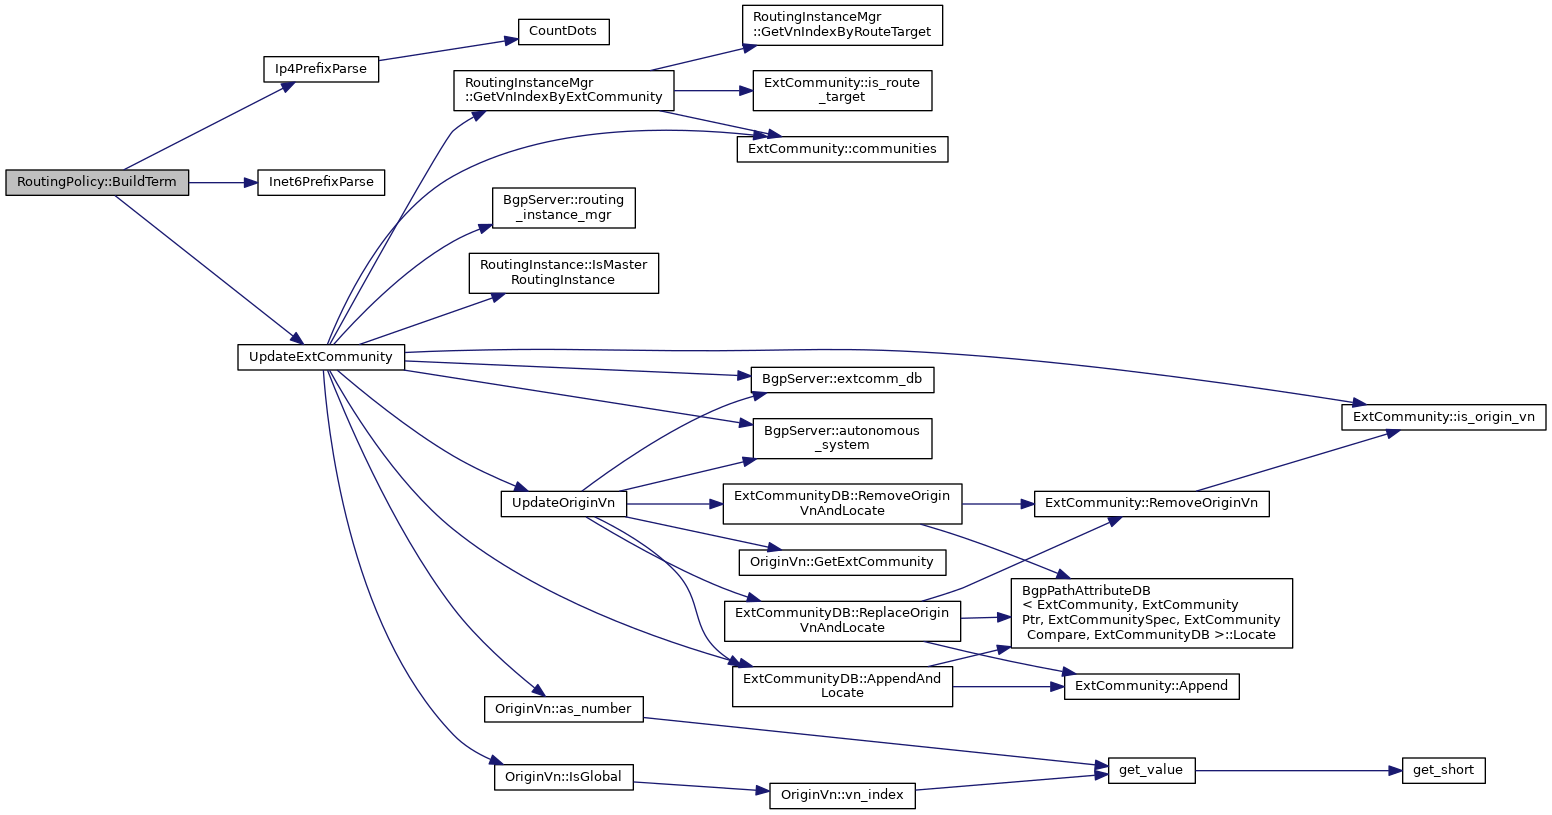 RoutingPolicy::BuildTerm
Ip4PrefixParse
CountDots
Inet6PrefixParse
UpdateExtCommunity
RoutingInstanceMgr
::GetVnIndexByExtCommunity
RoutingInstanceMgr
::GetVnIndexByRouteTarget
ExtCommunity::is_route
_target
ExtCommunity::communities
BgpServer::routing
_instance_mgr
RoutingInstance::IsMaster
RoutingInstance
BgpServer::extcomm_db
BgpServer::autonomous
_system
ExtCommunity::is_origin_vn
UpdateOriginVn
ExtCommunityDB::RemoveOrigin
VnAndLocate
ExtCommunity::RemoveOriginVn
OriginVn::GetExtCommunity
ExtCommunityDB::ReplaceOrigin
VnAndLocate
BgpPathAttributeDB
< ExtCommunity, ExtCommunity
Ptr, ExtCommunitySpec, ExtCommunity
Compare, ExtCommunityDB >::Locate
ExtCommunityDB::AppendAnd
Locate
ExtCommunity::Append
OriginVn::as_number
OriginVn::IsGlobal
OriginVn::vn_index
get_value
get_short